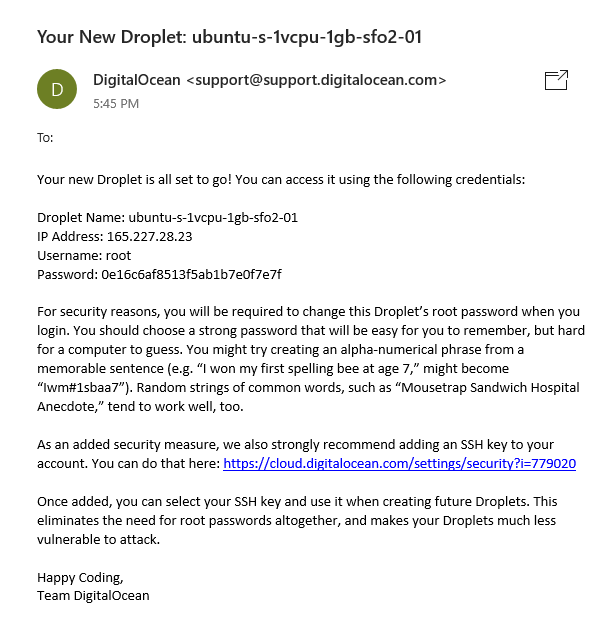 Your New Droplet: ubuntu-s-1vcpu-1gb-sfo2-01
D
DigitalOcean <support@support.digitalocean.com>
5:45 PM
To:
Your new Droplet is all set to go! You can access it using the following credentials:
Droplet Name: ubuntu-s-1vcpu-1gb-sfo2-01
IP Address: 165.227.28.23
Username: root
Password: 0e16c6af8513f5ab1b7e0f7e7f
For security reasons, you will be required to change this Droplet’s root password when you
login. You should choose a strong password that will be easy for you to remember, but hard
for a computer to guess. You might try creating an alpha-numerical phrase from a
memorable sentence (e.g. “I won my first spelling bee at age 7,” might become
“Iwm#1sbaa7”). Random strings of common words, such as “Mousetrap Sandwich Hospital
Anecdote,” tend to work well, too.
As an added security measure, we also strongly recommend adding an SSH key to your
account. You can do that here: https://cloud.digitalocean.com/settings/security?i=779020
Once added, you can select your SSH key and use it when creating future Droplets. This
eliminates the need for root passwords altogether, and makes your Droplets much less
vulnerable to attack.
Happy Coding,
Team DigitalOcean